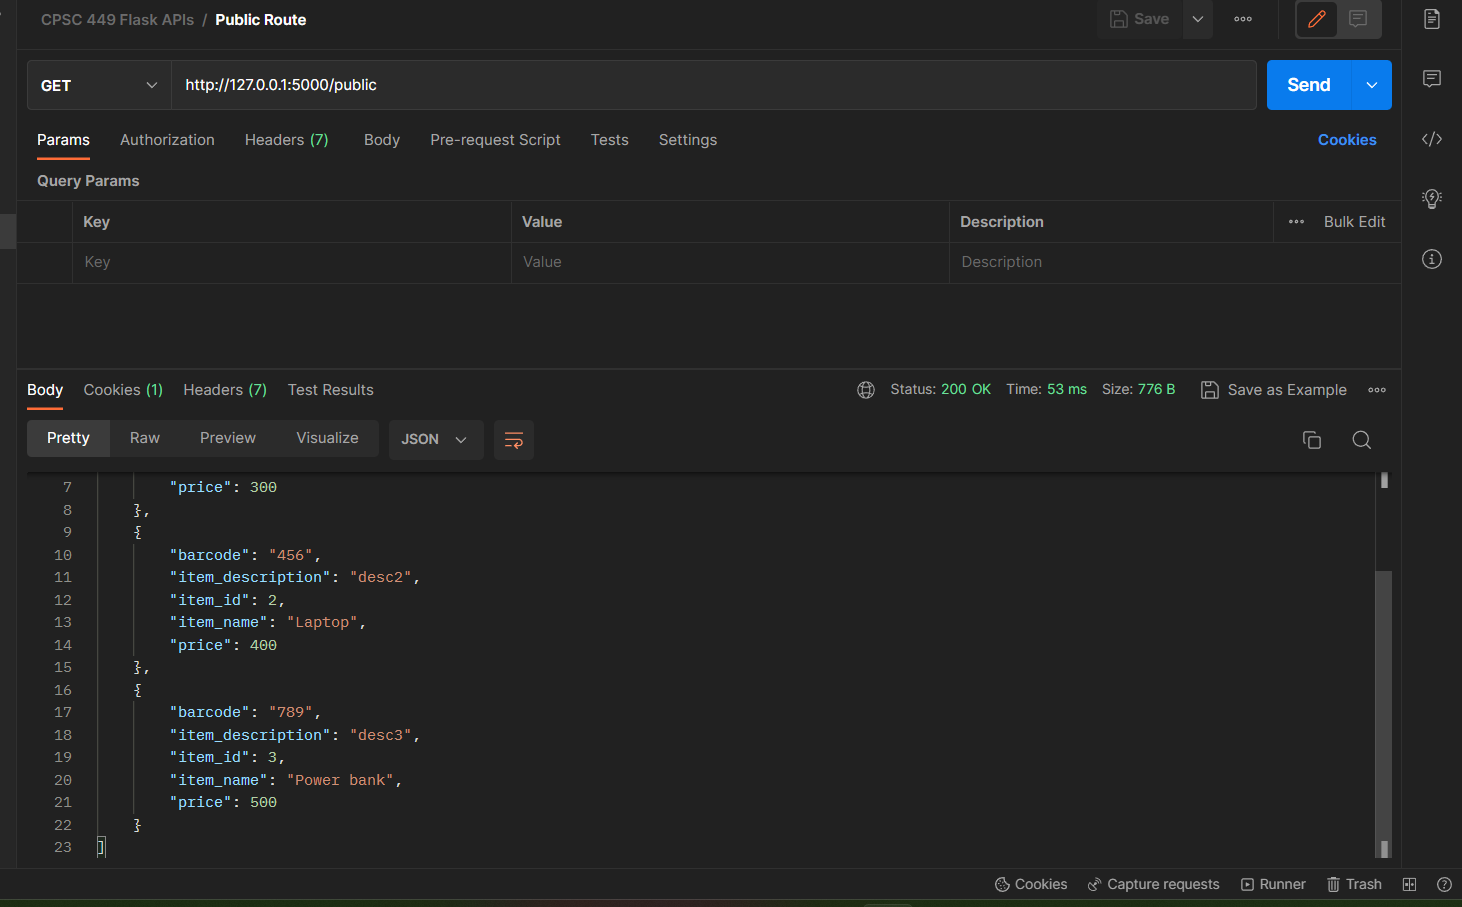 CPSC 449 Flask APIs / Public Route
Save
GET
http://127.0.0.1:5000/public
Send
Params Authorization Headers (7) Body Pre-request Script Tests Settings Cookies
Query Params
Key Value Description Bulk Edit
Key Value Description
Body Cookies (1) Headers (7) Test Results Status: 200 OK Time: 53 ms Size: 776 B Save as Example
Pretty Raw Preview Visualize JSON
7 "price": 300
8 },
9 {
10 "barcode": "456",
11 "item_description": "desc2",
12 "item_id": 2,
13 "item_name": "Laptop",
14 "price": 400
15 },
16 {
17 "barcode": "789",
18 "item_description": "desc3",
19 "item_id": 3,
20 "item_name": "Power bank",
21 "price": 500
22 }
23 ]
Cookies Capture requests Runner Trash